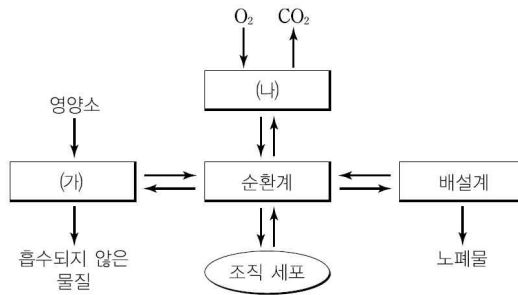 O₂ CO₂
(나)
영양소
(가)
순환계
배설계
흡수되지 않은
물질
조직 세포
노폐물